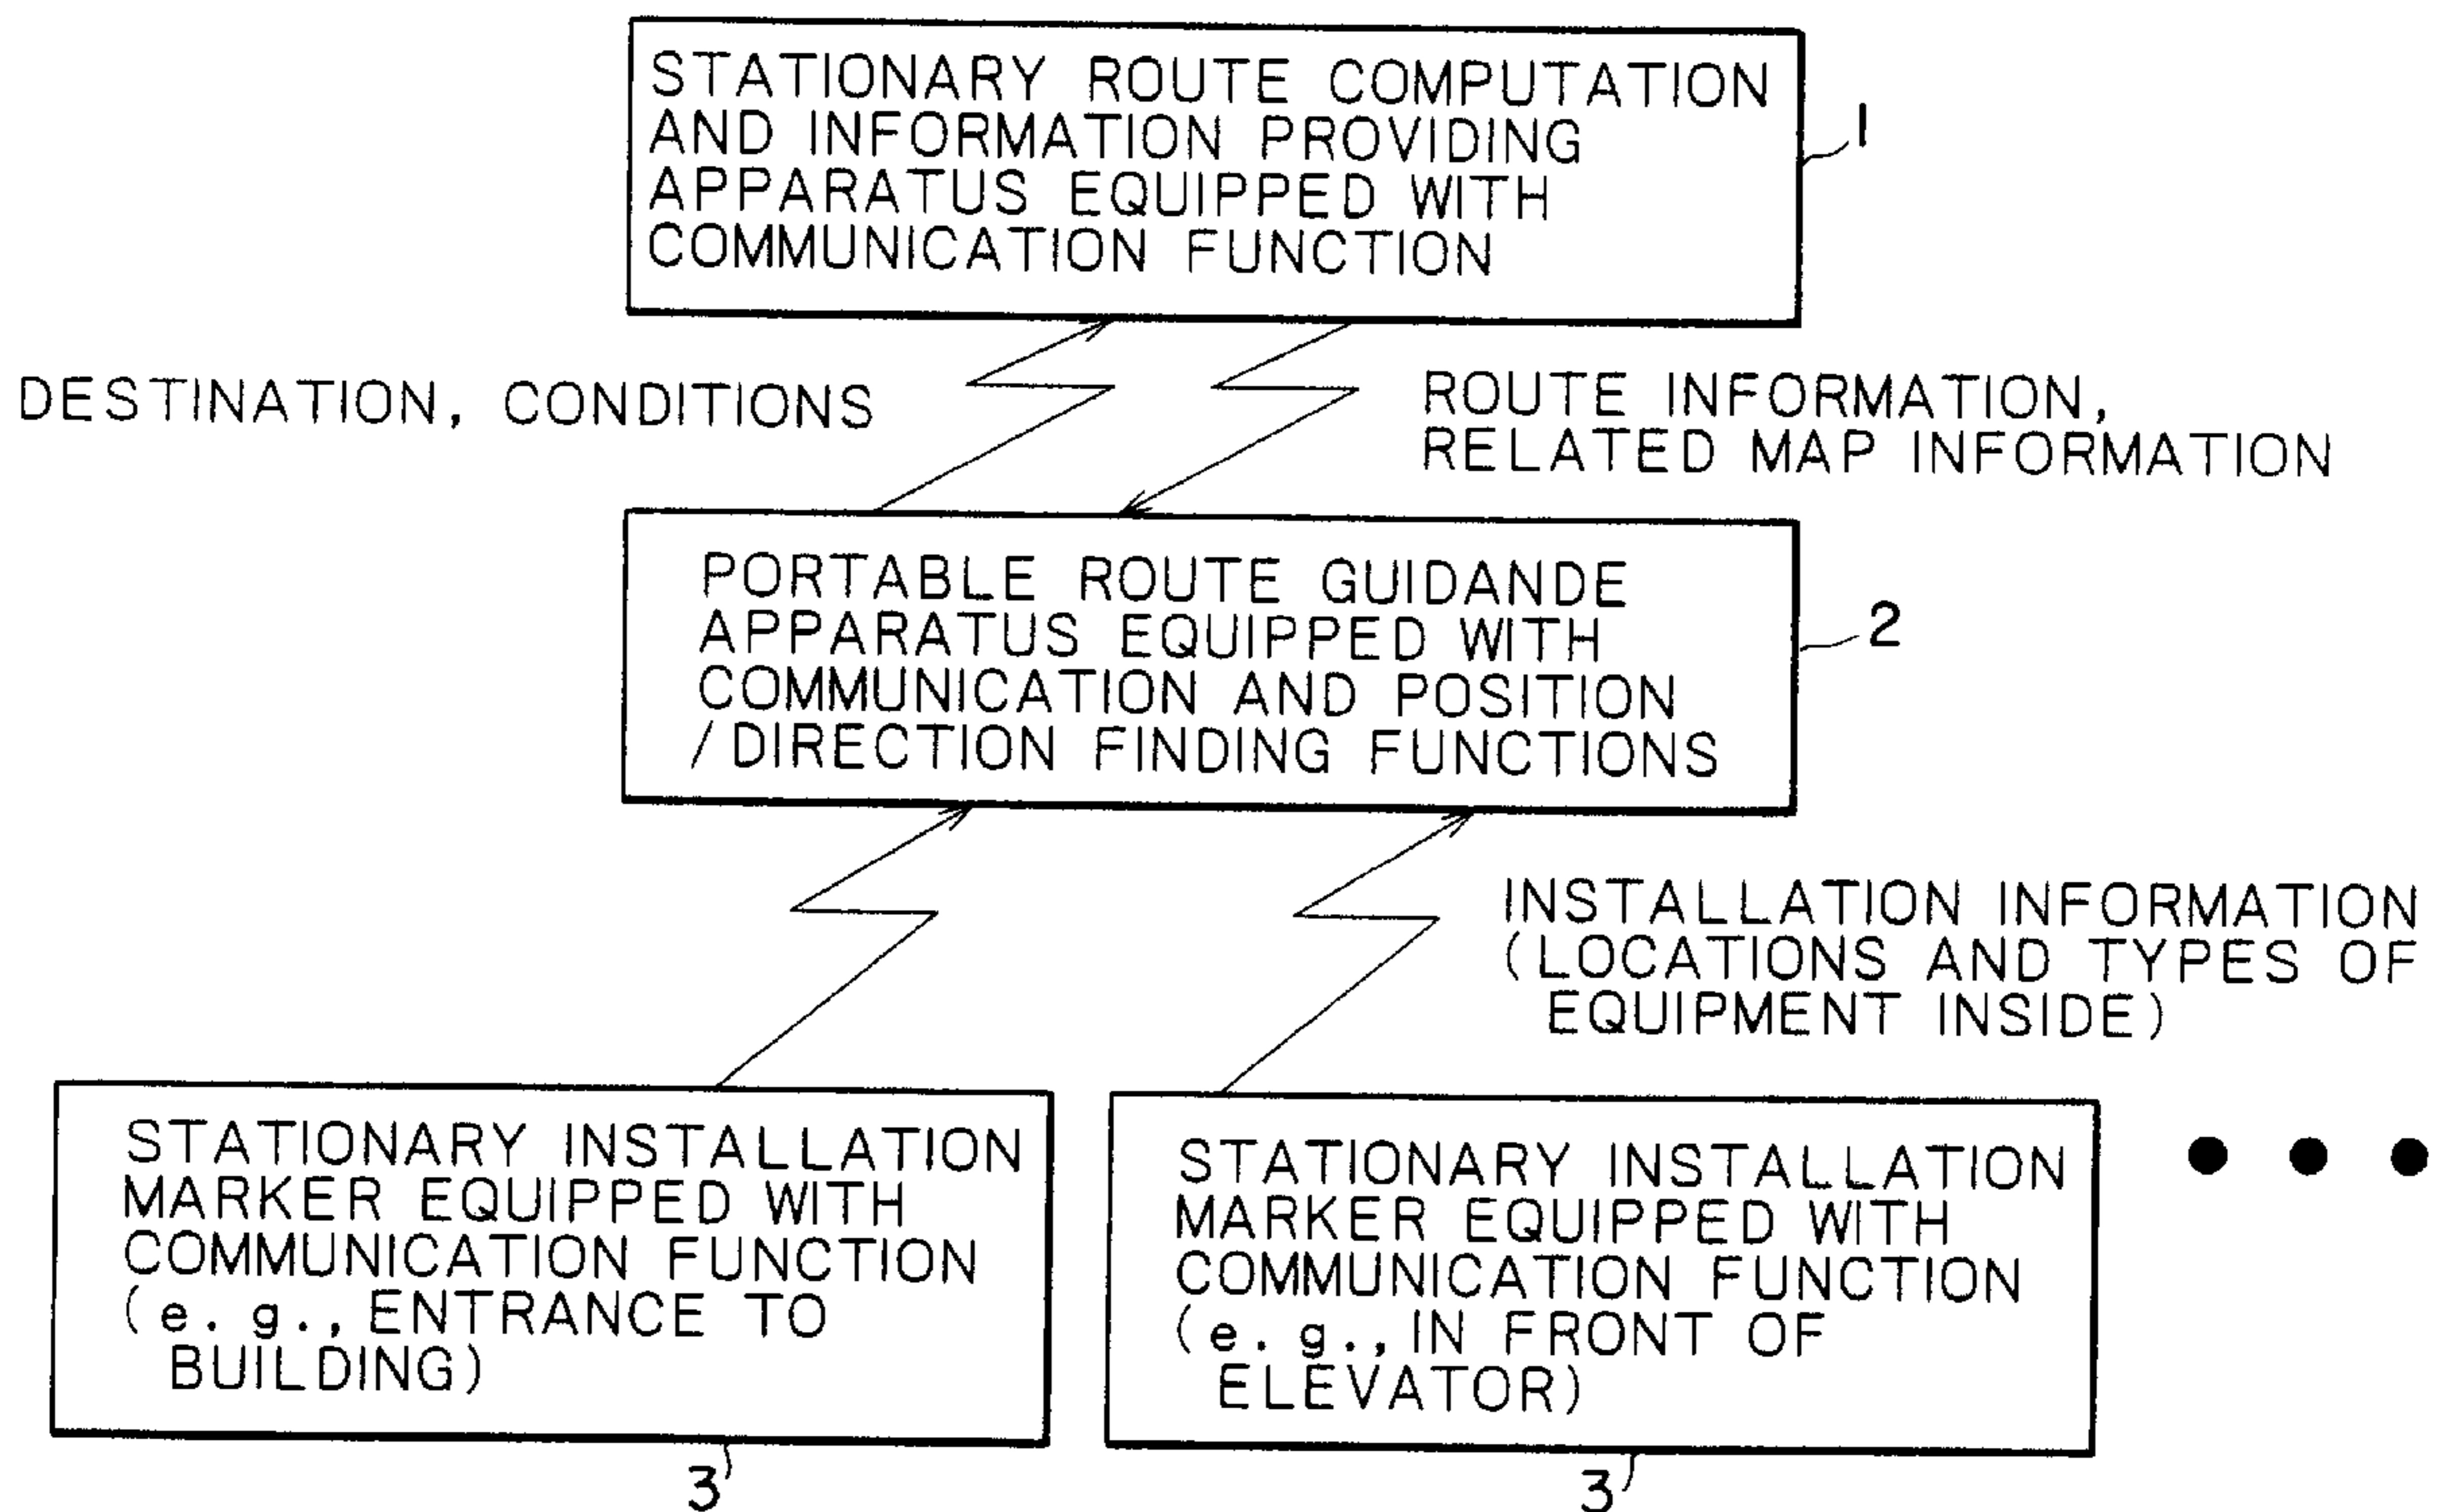 STATIONARY ROUTE COMPUTATION
AND INFORMATION PROVIDING
APPARATUS EQUIPPED WITH
COMMUNICATION FUNCTION
1
DESTINATION, CONDITIONS
ROUTE INFORMATION,
RELATED MAP INFORMATION
PORTABLE ROUTE GUIDANDE
APPARATUS EQUIPPED WITH
COMMUNICATION AND POSITION
/DIRECTION FINDING FUNCTIONS
2
INSTALLATION INFORMATION
(LOCATIONS AND TYPES OF
EQUIPMENT INSIDE)
STATIONARY INSTALLATION
MARKER EQUIPPED WITH
COMMUNICATION FUNCTION
(e. g., ENTRANCE TO
BUILDING)
3
STATIONARY INSTALLATION
MARKER EQUIPPED WITH
COMMUNICATION FUNCTION
(e. g., IN FRONT OF
ELEVATOR)
3
● ● ●